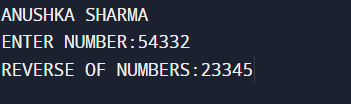 ANUSHKA SHARMA
ENTER NUMBER:54332
REVERSE OF NUMBERS:23345